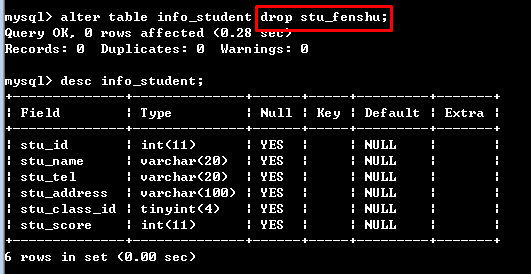 mysql> alter table info_student drop stu_fenshu;
Query OK, 0 rows affected (0.28 sec)
Records: 0  Duplicates: 0  Warnings: 0
mysql> desc info_student;
+--------------+--------------+------+-----+---------+-------+
| Field        | Type         | Null | Key | Default | Extra |
+--------------+--------------+------+-----+---------+-------+
| stu_id       | int(11)      | YES  |     | NULL    |       |
| stu_name     | varchar(20)  | YES  |     | NULL    |       |
| stu_tel      | varchar(20)  | YES  |     | NULL    |       |
| stu_address  | varchar(100) | YES  |     | NULL    |       |
| stu_class_id | tinyint(4)   | YES  |     | NULL    |       |
| stu_score    | int(11)      | YES  |     | NULL    |       |
+--------------+--------------+------+-----+---------+-------+
6 rows in set (0.00 sec)